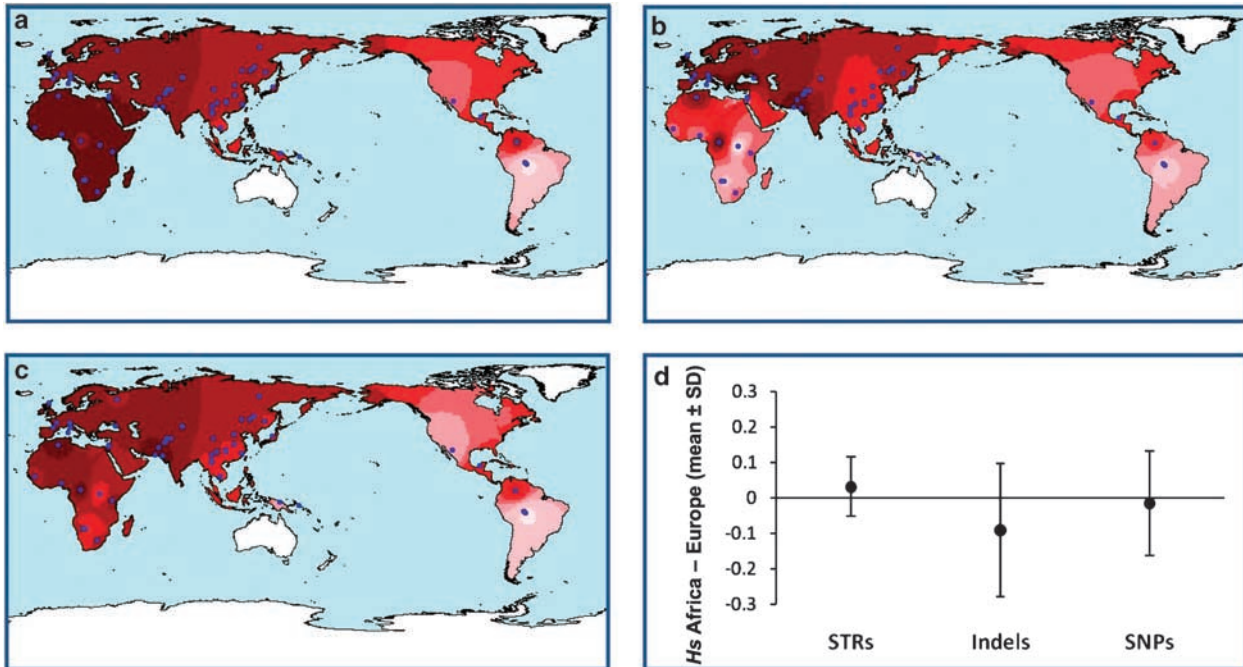 a
b
c
d
Hs Africa – Europe (mean ± SD)
0.3
0.2
0.1
0
-0.1
-0.2
-0.3
STRs Indels SNPs